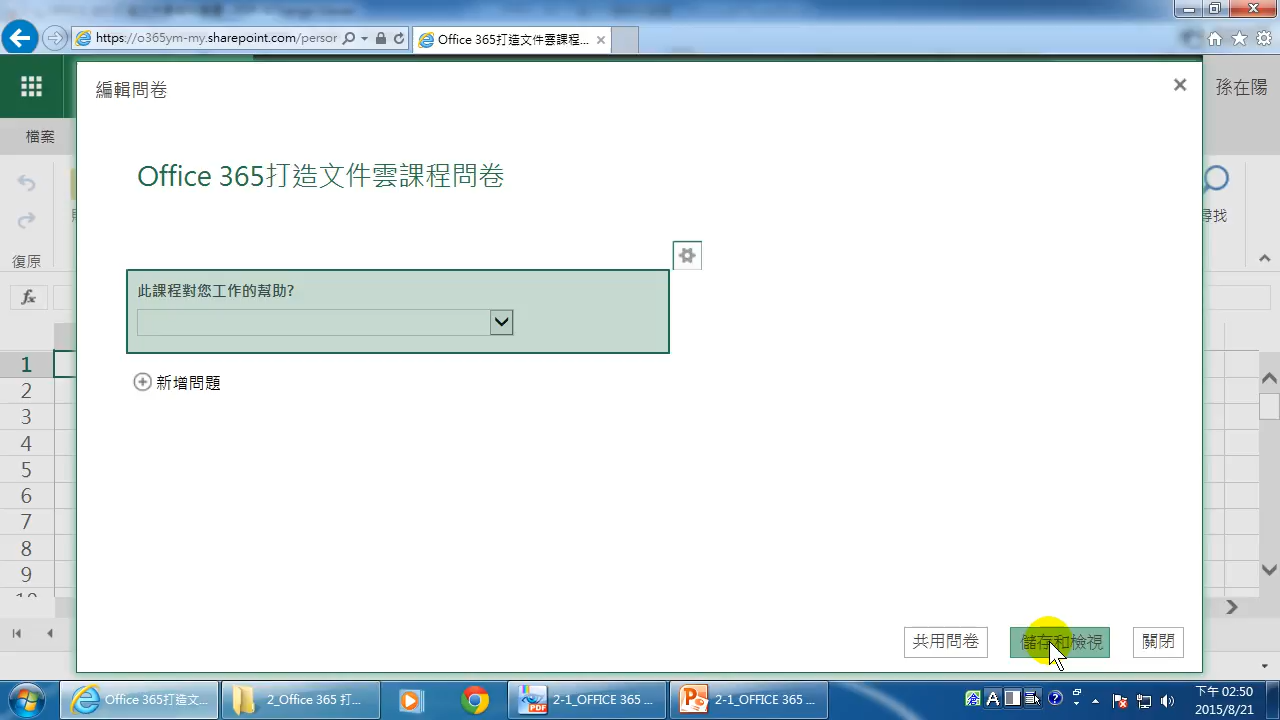 https://o365ym-my.sharepoint.com/persor
Office 365打造文件雲課程...
編輯問卷
孫在陽
檔案
Office 365打造文件雲課程問卷
尋找
復原
此課程對您工作的幫助?
fx
1
新增問題
2
3
4
5
6
7
8
9
共用問卷
儲存和檢視
關閉
Office 365打造文...
2_Office 365 打...
2-1_OFFICE 365 ...
2-1_OFFICE 365 ...
下午 02:50
2015/8/21